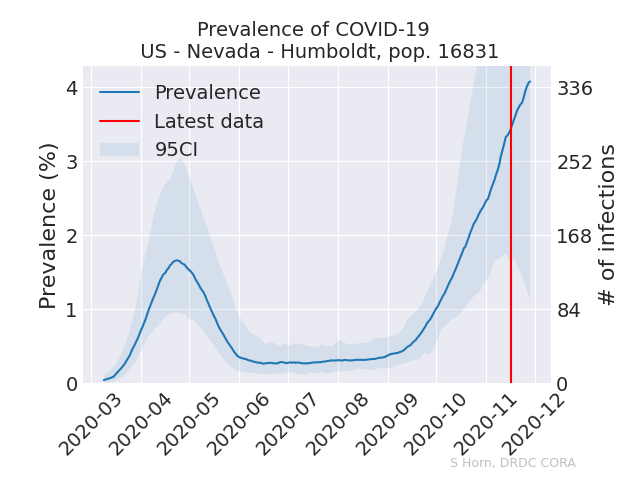 Prevalence of COVID-19
US - Nevada - Humboldt, pop. 16831
Prevalence
Latest data
95CI
Prevalence (%)
4
3
2
1
0
# of infections
336
252
168
84
0
2020-03
2020-04
2020-05
2020-06
2020-07
2020-08
2020-09
2020-10
2020-11
2020-12
S Horn, DRDC CORA